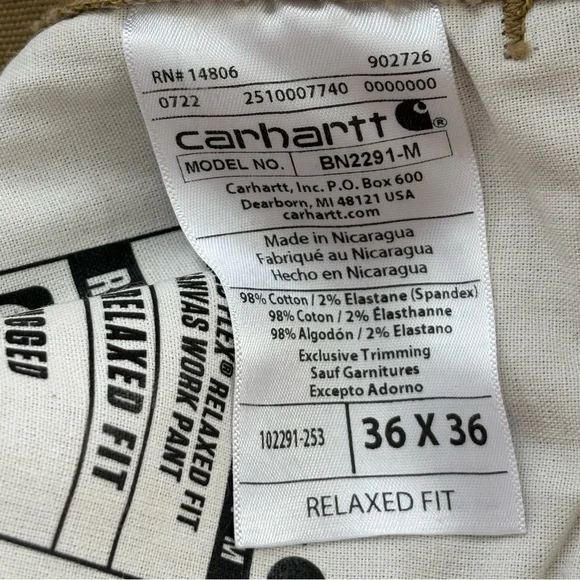 RN# 14806 902726
0722 2510007740 0000000
carhartt ®
MODEL NO. BN2291-M
Carhartt, Inc. P.O. Box 600
Dearborn, MI 48121 USA
carhartt.com
Made in Nicaragua
Fabriqué au Nicaragua
Hecho en Nicaragua
98% Cotton / 2% Elastane (Spandex)
98% Coton / 2% Élasthanne
98% Algodón / 2% Elastano
Exclusive Trimming
Sauf Garnitures
Excepto Adorno
102291-253 36 X 36
RELAXED FIT
FLEX® RELAXED FIT
CANVAS WORK PANT
RELAXED FIT